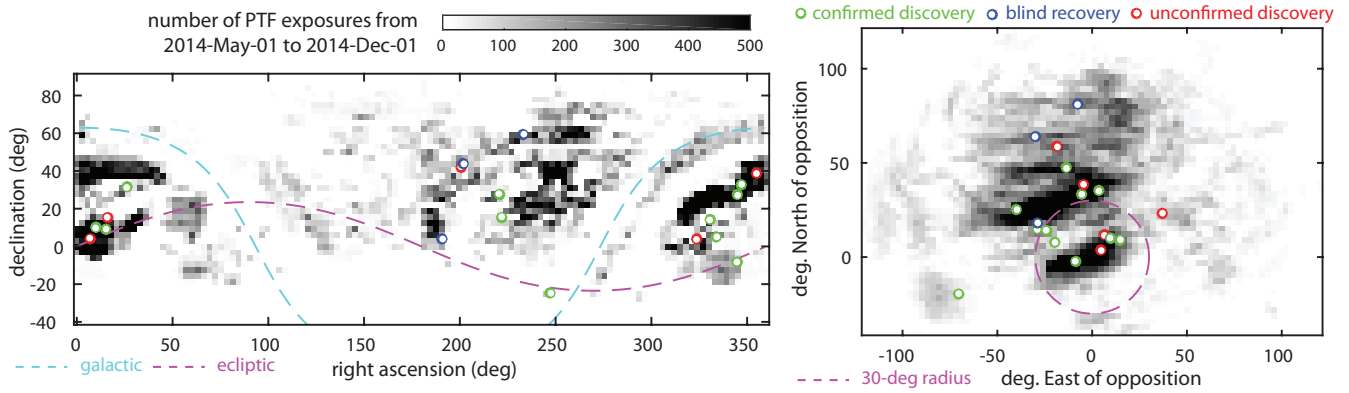 number of PTF exposures from
2014-May-01 to 2014-Dec-01
0 100 200 300 400 500
declination (deg)
80
60
40
20
0
-20
-40
0 50 100 150 200 250 300 350
right ascension (deg)
galactic ecliptic
confirmed discovery blind recovery unconfirmed discovery
deg. North of opposition
100
50
0
-100 -50 0 50 100
30-deg radius deg. East of opposition